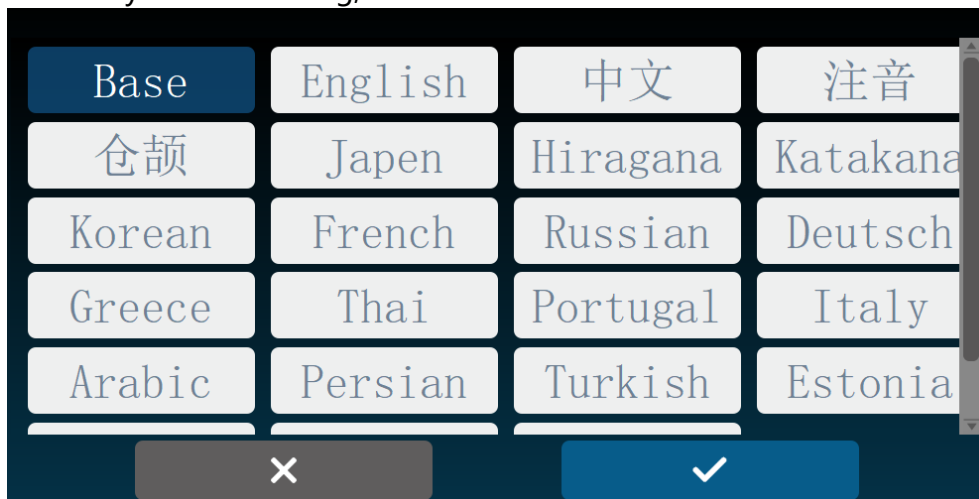 Base English 中文 注音
仓颉 Japen Hiragana Katakana
Korean French Russian Deutsch
Greece Thai Portugal Italy
Arabic Persian Turkish Estonia